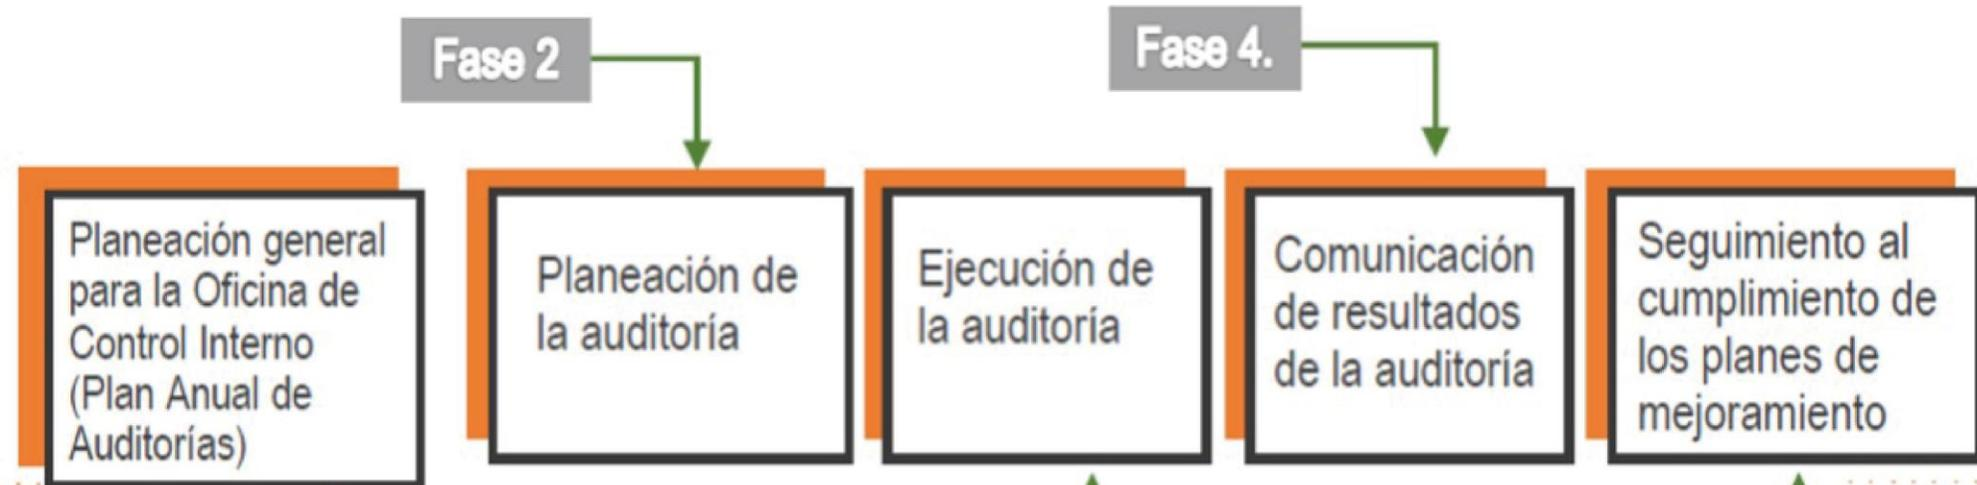 Fase 2
Fase 4.
Planeación general
para la Oficina de
Control Interno
(Plan Anual de
Auditorías)
Planeación de
la auditoría
Ejecución de
la auditoría
Comunicación
de resultados
de la auditoría
Seguimiento al
cumplimiento de
los planes de
mejoramiento